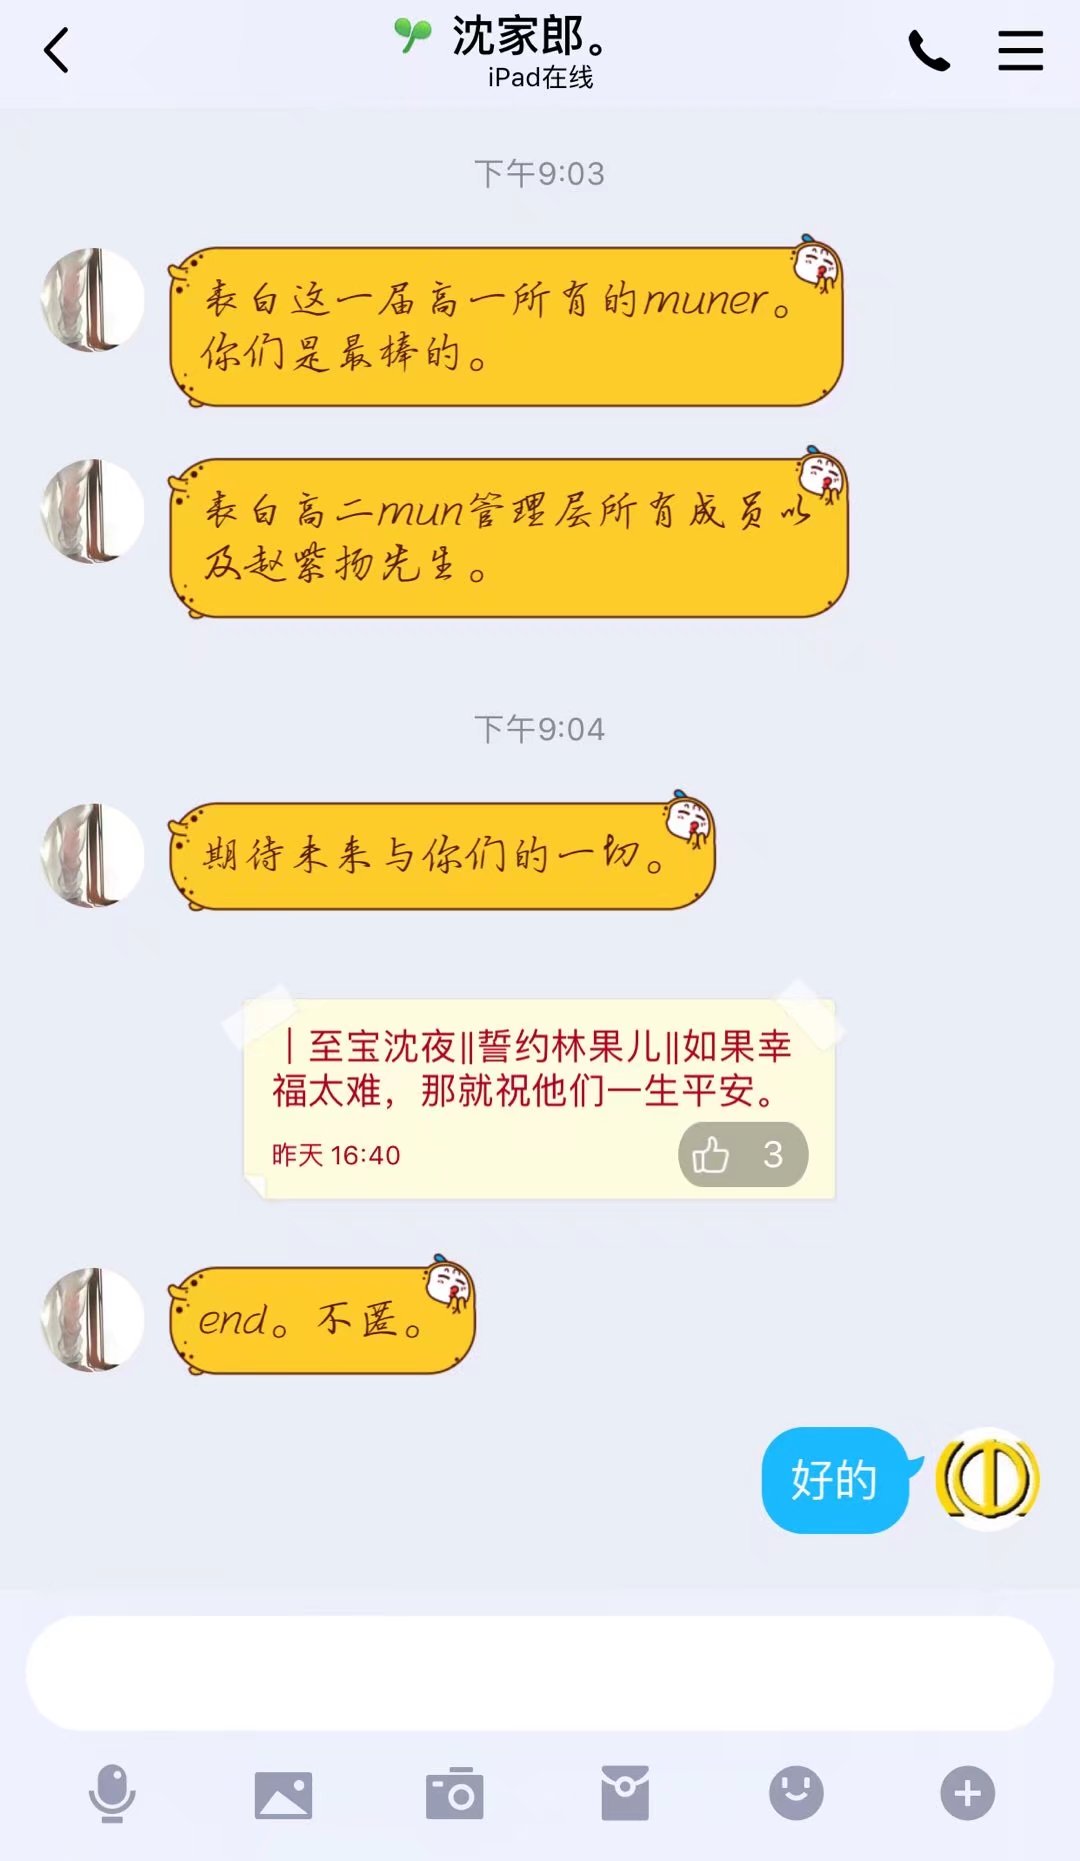 沈家郎。
iPad在线
下午9:03
表白这一届高一所有的muner。
你们是最棒的。
表白高二mun管理层所有成员以
及赵紫扬先生。
下午9:04
期待未来与你们的一切。
｜至宝沈夜‖誓约林果儿‖如果幸
福太难，那就祝他们一生平安。
昨天 16:40
3
end。不匿。
好的